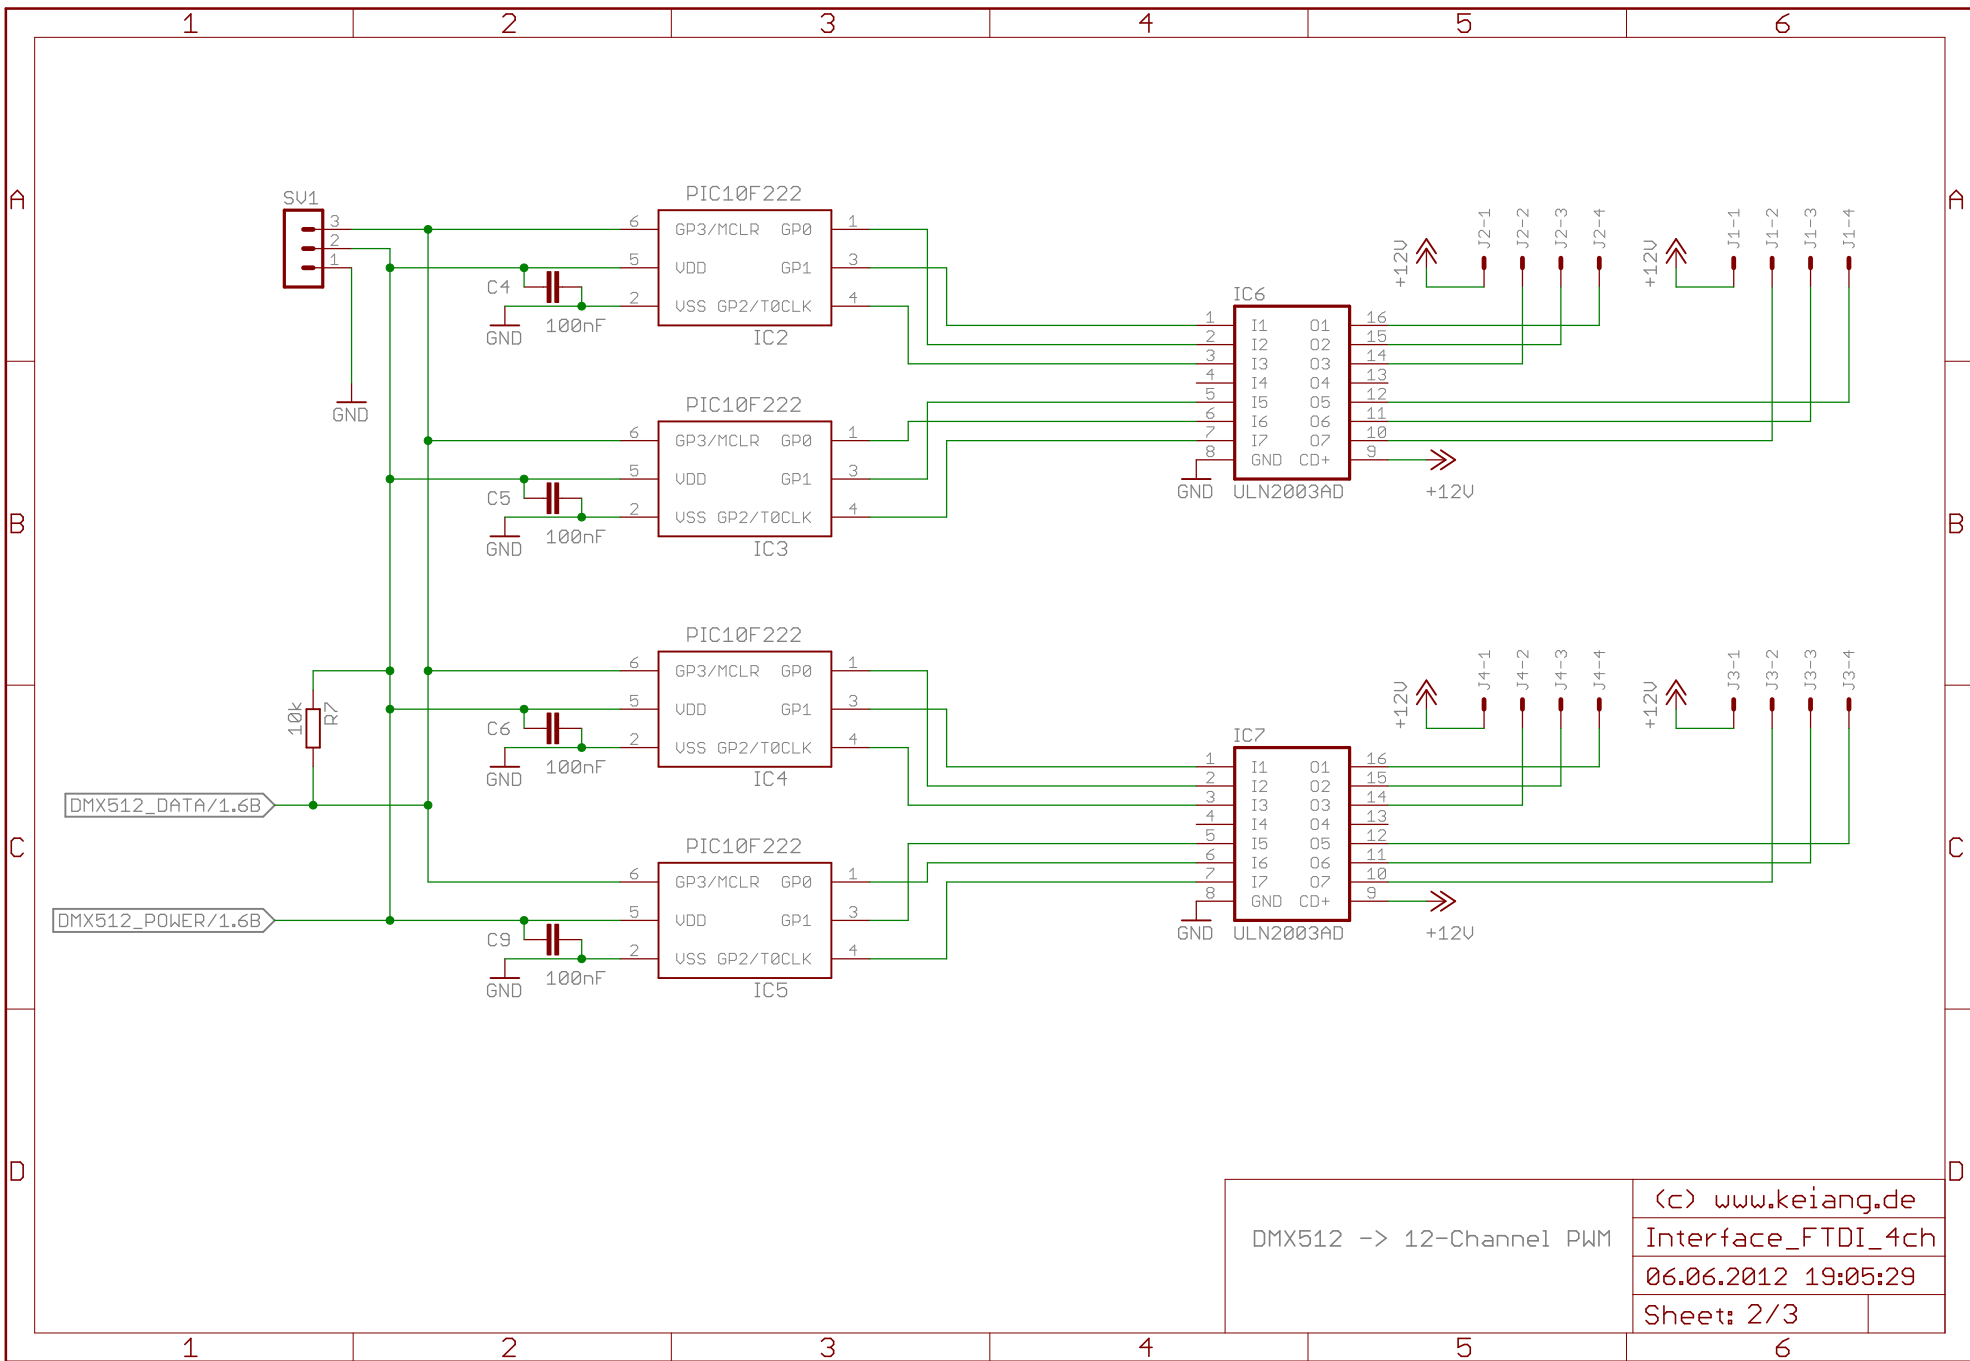 1 2 3 4 5 6
A A
B B
C C
D D
SV1
3
2
1
GND
PIC10F222
6 GP3/MCLR GP0 1
5 VDD GP1 3
2 VSS GP2/T0CLK 4
IC2
C4
100nF
GND
PIC10F222
6 GP3/MCLR GP0 1
5 VDD GP1 3
2 VSS GP2/T0CLK 4
IC3
C5
100nF
GND
PIC10F222
6 GP3/MCLR GP0 1
5 VDD GP1 3
2 VSS GP2/T0CLK 4
IC4
C6
100nF
GND
PIC10F222
6 GP3/MCLR GP0 1
5 VDD GP1 3
2 VSS GP2/T0CLK 4
IC5
C9
100nF
GND
10k
R7
DMX512_DATA/1.6B
DMX512_POWER/1.6B
IC6
1 I1 O1 16
2 I2 O2 15
3 I3 O3 14
4 I4 O4 13
5 I5 O5 12
6 I6 O6 11
7 I7 O7 10
8 GND CD+ 9
GND ULN2003AD +12V
+12V J2-1 J2-2 J2-3 J2-4
+12V J1-1 J1-2 J1-3 J1-4
IC7
1 I1 O1 16
2 I2 O2 15
3 I3 O3 14
4 I4 O4 13
5 I5 O5 12
6 I6 O6 11
7 I7 O7 10
8 GND CD+ 9
GND ULN2003AD +12V
+12V J4-1 J4-2 J4-3 J4-4
+12V J3-1 J3-2 J3-3 J3-4
DMX512 -> 12-Channel PWM
(c) www.keiang.de
Interface_FTDI_4ch
06.06.2012 19:05:29
Sheet: 2/3
1 2 3 4 5 6